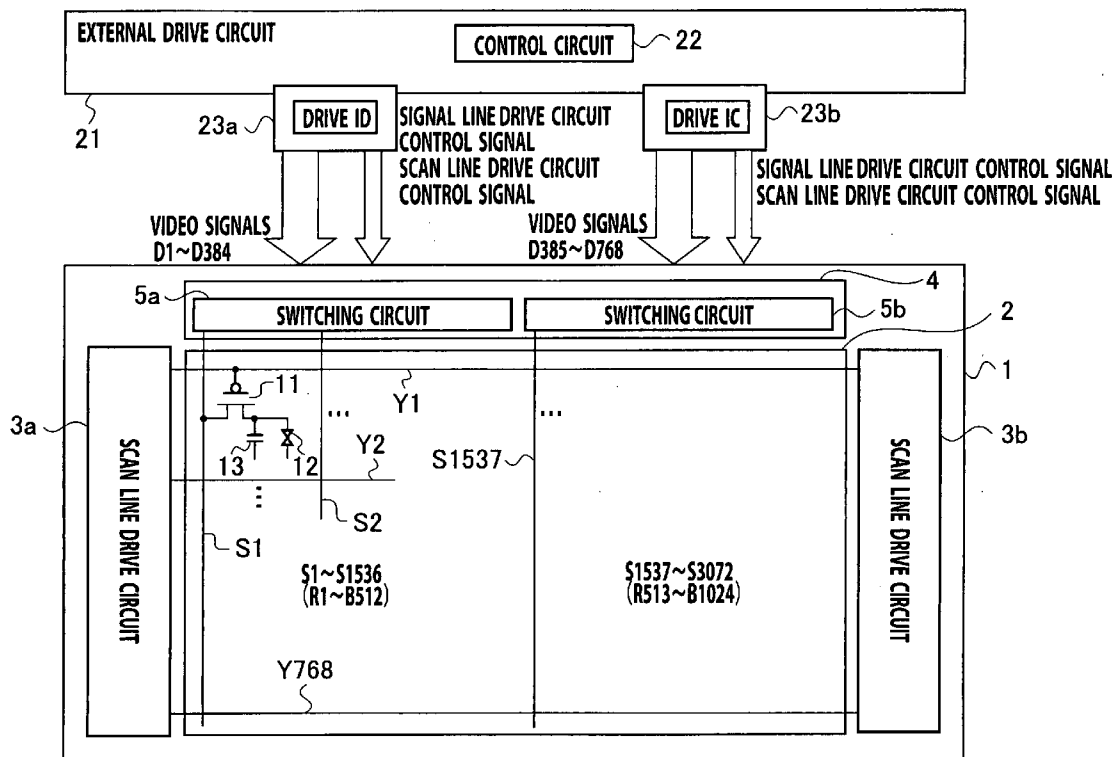 EXTERNAL DRIVE CIRCUIT
CONTROL CIRCUIT
22
21
23a
DRIVE ID
SIGNAL LINE DRIVE CIRCUIT
CONTROL SIGNAL
SCAN LINE DRIVE CIRCUIT
CONTROL SIGNAL
DRIVE IC
23b
SIGNAL LINE DRIVE CIRCUIT CONTROL SIGNAL
SCAN LINE DRIVE CIRCUIT CONTROL SIGNAL
VIDEO SIGNALS
D1~D384
VIDEO SIGNALS
D385~D768
4
5a
SWITCHING CIRCUIT
SWITCHING CIRCUIT
5b
2
1
3a
SCAN LINE DRIVE CIRCUIT
11
Y1
...
...
13
12
Y2
...
S1537
S2
S1
3b
SCAN LINE DRIVE CIRCUIT
S1~S1536
(R1~B512)
S1537~S3072
(R513~B1024)
Y768